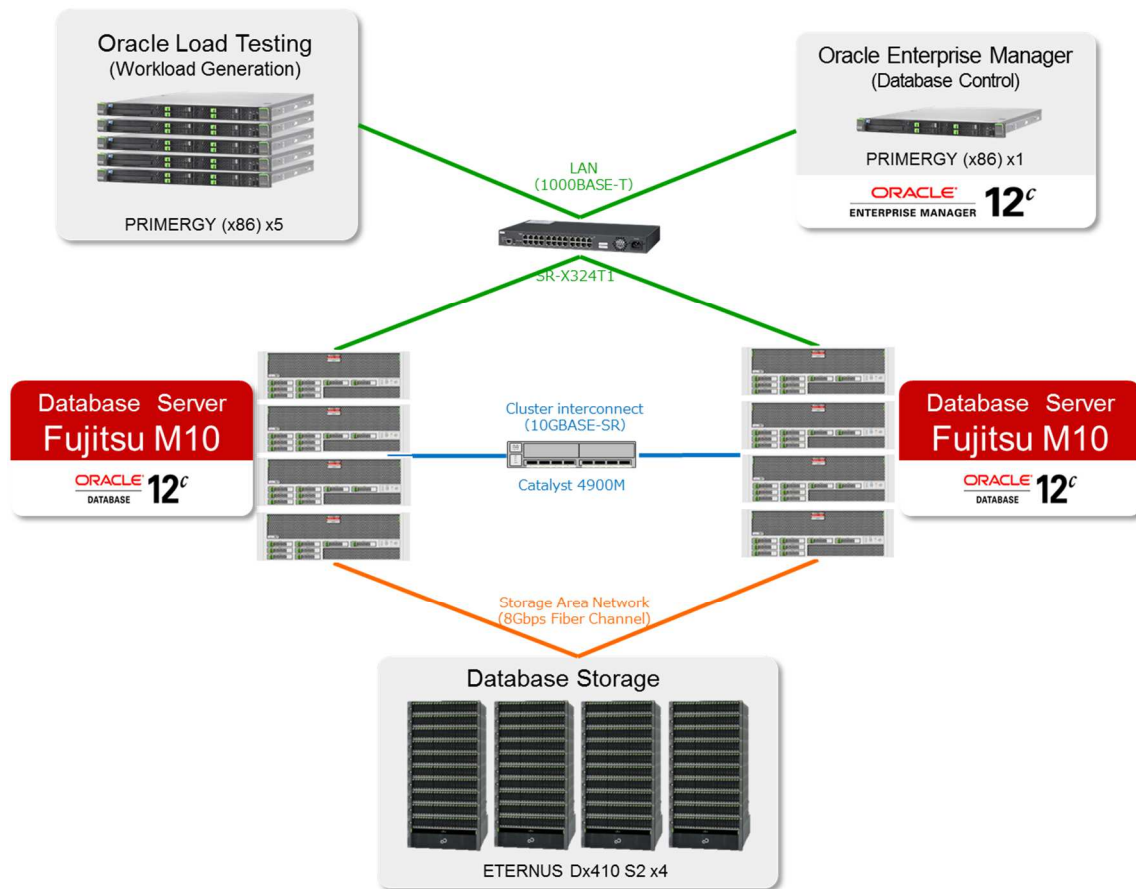 Oracle Load Testing
(Workload Generation)
PRIMERGY (x86) x5
Oracle Enterprise Manager
(Database Control)
PRIMERGY (x86) x1
ORACLE
ENTERPRISE MANAGER 12c
LAN
(1000BASE-T)
SR-X324T1
Database Server
Fujitsu M10
ORACLE
DATABASE 12c
Cluster interconnect
(10GBASE-SR)
Catalyst 4900M
Database Server
Fujitsu M10
ORACLE
DATABASE 12c
Storage Area Network
(8Gbps Fiber Channel)
Database Storage
ETERNUS Dx410 S2 x4